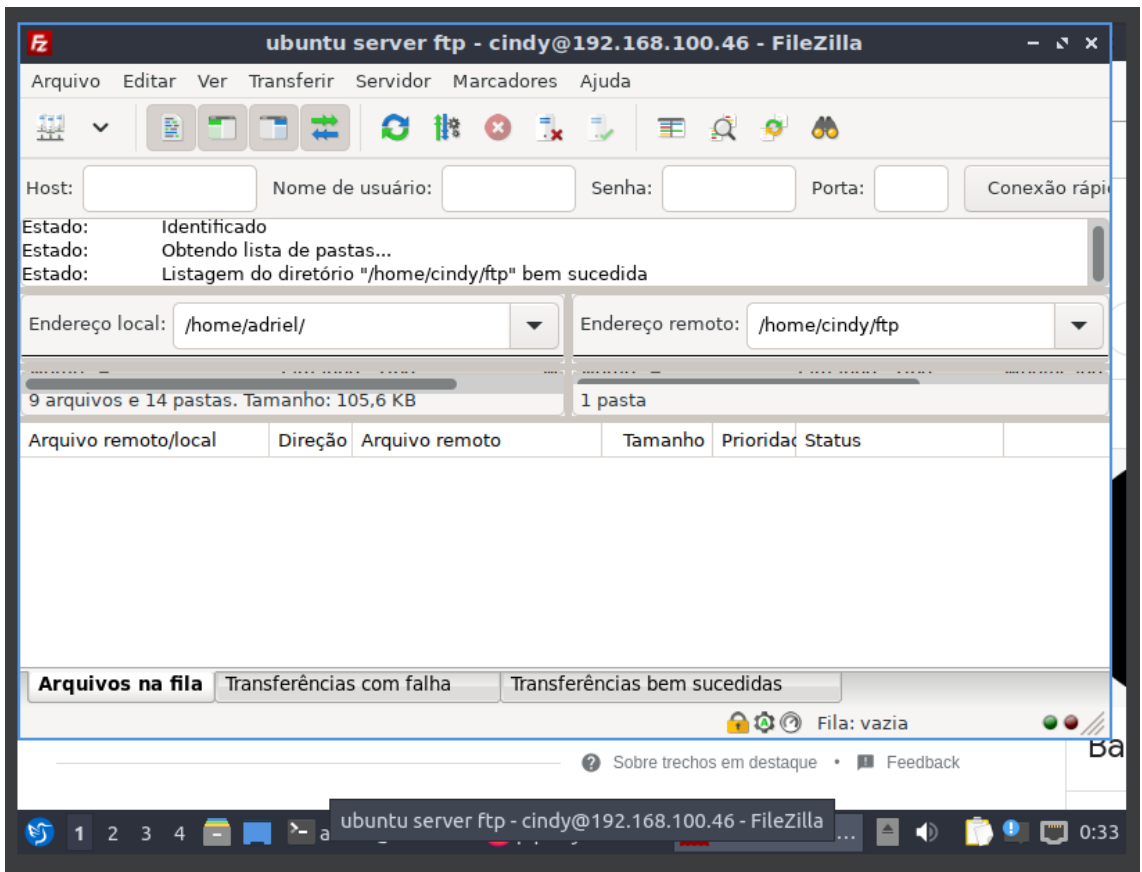 ubuntu server ftp - cindy@192.168.100.46 - FileZilla
Arquivo Editar Ver Transferir Servidor Marcadores Ajuda
Host: Nome de usuário: Senha: Porta: Conexão rápi
Estado: Identificado
Estado: Obtendo lista de pastas...
Estado: Listagem do diretório "/home/cindy/ftp" bem sucedida
Endereço local: /home/adriel/ Endereço remoto: /home/cindy/ftp
9 arquivos e 14 pastas. Tamanho: 105,6 KB 1 pasta
Arquivo remoto/local Direção Arquivo remoto Tamanho Prioridad Status
Arquivos na fila Transferências com falha Transferências bem sucedidas
Fila: vazia
Ba
Sobre trechos em destaque • Feedback
ubuntu server ftp - cindy@192.168.100.46 - FileZilla
1 2 3 4 a ... 0:33